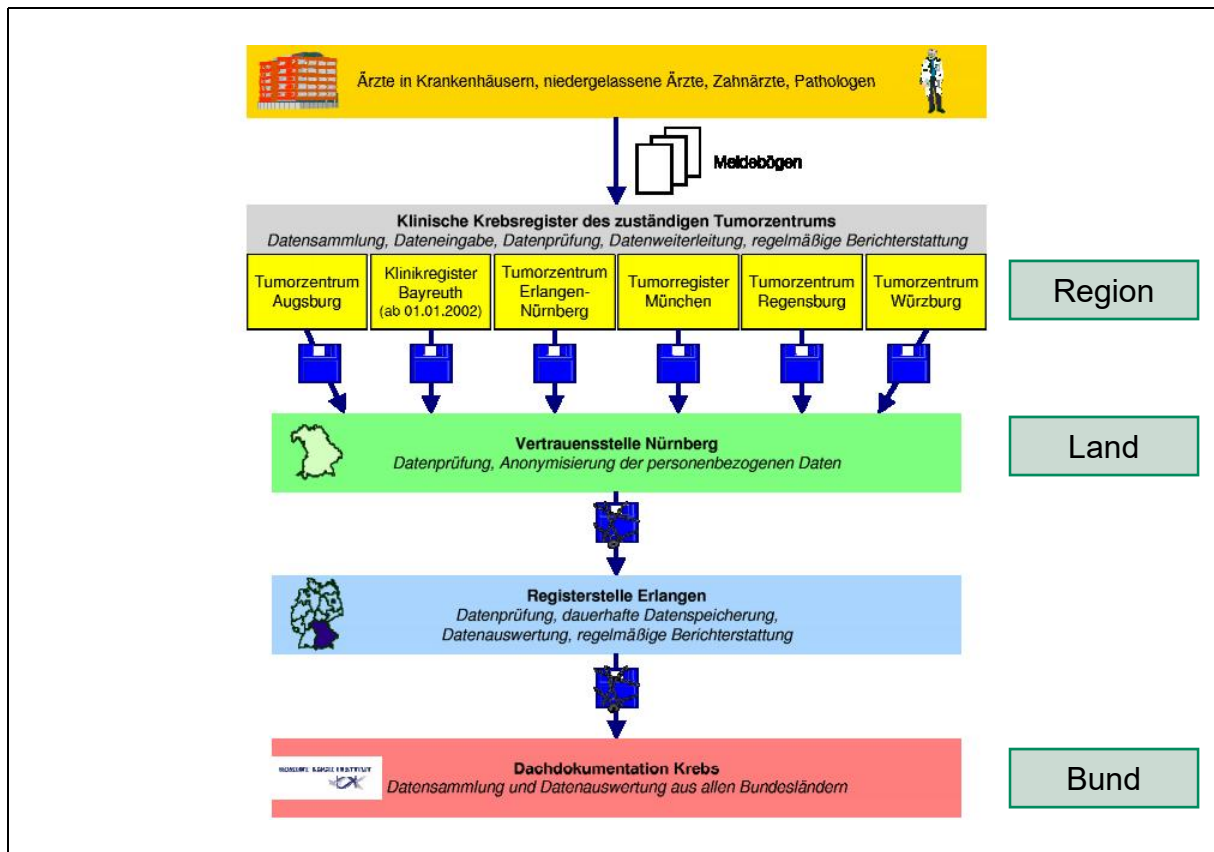 Ärzte in Krankenhäusern, niedergelassene Ärzte, Zahnärzte, Pathologen
Meldebögen
Klinische Krebsregister des zuständigen Tumorzentrums
Datensammlung, Dateneingabe, Datenprüfung, Datenweiterleitung, regelmäßige Berichterstattung
Tumorzentrum
Augsburg
Klinikregister
Bayreuth
(ab 01.01.2002)
Tumorzentrum
Erlangen-
Nürnberg
Tumorregister
München
Tumorzentrum
Regensburg
Tumorzentrum
Würzburg
Region
Vertrauensstelle Nürnberg
Datenprüfung, Anonymisierung der personenbezogenen Daten
Land
Registerstelle Erlangen
Datenprüfung, dauerhafte Datenspeicherung,
Datenauswertung, regelmäßige Berichterstattung
ROBERT KOCH INSTITUT
Dachdokumentation Krebs
Datensammlung und Datenauswertung aus allen Bundesländern
Bund